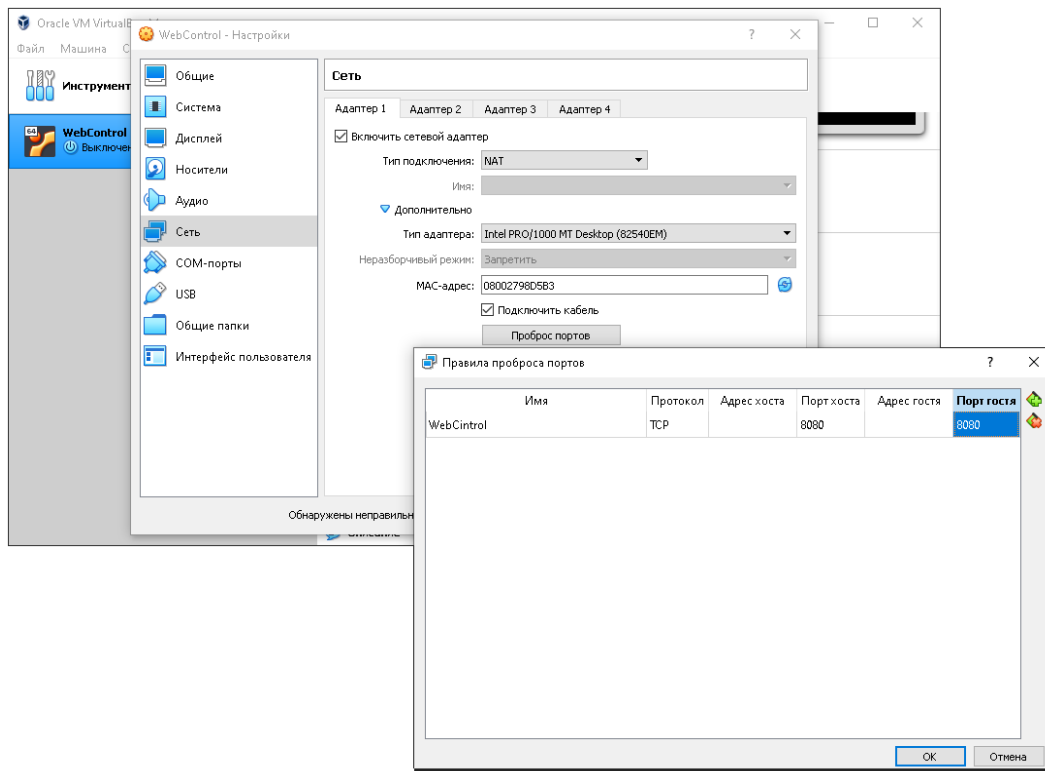 Oracle VM VirtualB
Файл Машина С
Инструмент
WebControl
Выключен
64
WebControl - Настройки
Общие
Система
Дисплей
Носители
Аудио
Сеть
COM-порты
USB
Общие папки
Интерфейс пользователя
Сеть
Адаптер 1 Адаптер 2 Адаптер 3 Адаптер 4
Включить сетевой адаптер
Тип подключения: NAT
Имя:
Дополнительно
Тип адаптера: Intel PRO/1000 MT Desktop (82540EM)
Неразборчивый режим: Запретить
MAC-адрес: 08002798D5B3
Подключить кабель
Проброс портов
Обнаружены неправильн
Правила проброса портов
Имя Протокол Адрес хоста Порт хоста Адрес гостя Порт гостя
WebCintrol TCP 8080 8080
OK Отмена